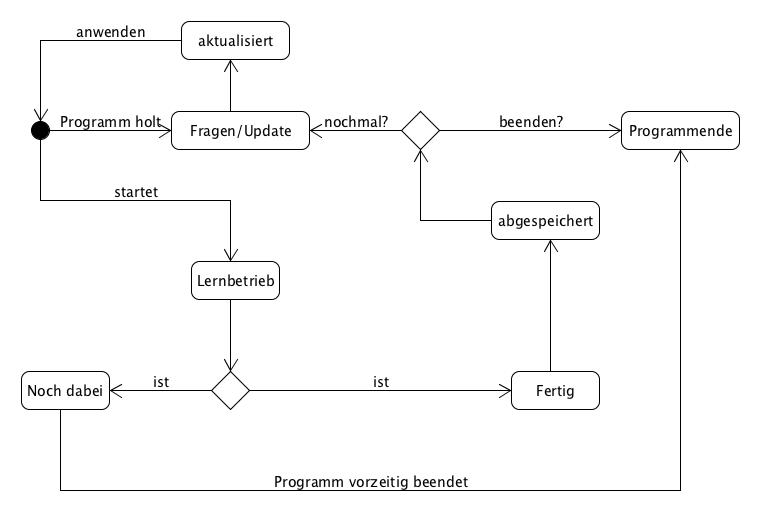 anwenden
aktualisiert
Programm holt
Fragen/Update
nochmal?
beenden?
Programmende
startet
abgespeichert
Lernbetrieb
Noch dabei
ist
ist
Fertig
Programm vorzeitig beendet